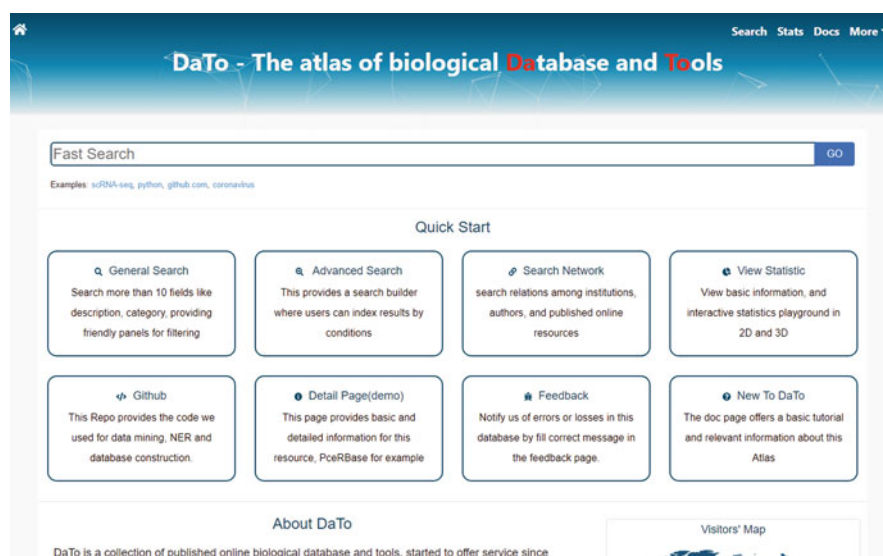 Search Stats Docs More
DaTo - The atlas of biological Database and Tools
Fast Search
GO
Examples: scRNA-seq, python, github.com, coronavirus
Quick Start
General Search
Search more than 10 fields like
description, category, providing
friendly panels for filtering
Advanced Search
This provides a search builder
where users can index results by
conditions
Search Network
search relations among institutions,
authors, and published online
resources
View Statistic
View basic information, and
interactive statistics playground in
2D and 3D
Github
This Repo provides the code we
used for data mining, NER and
database construction.
Detail Page(demo)
This page provides basic and
detailed information for this
resource, PceRBase for example
Feedback
Notify us of errors or losses in this
database by fill correct message in
the feedback page.
New To DaTo
The doc page offers a basic tutorial
and relevant information about this
Atlas
About DaTo
Visitors' Map
DaTo is a collection of published online biological database and tools, started to offer service since